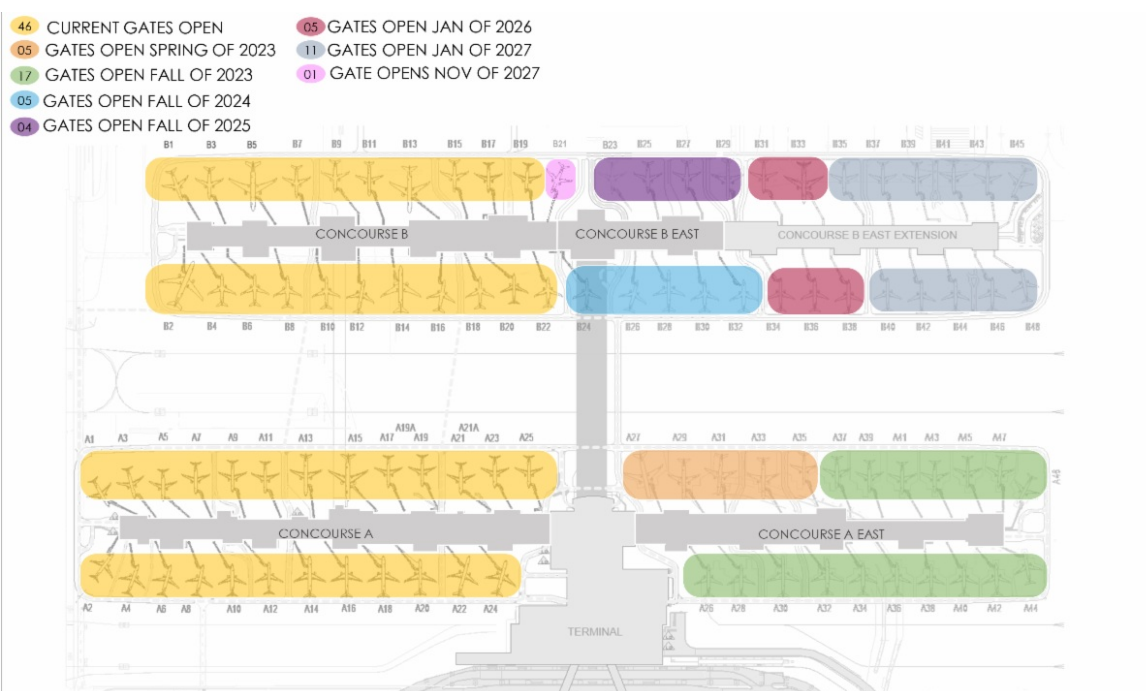 46 CURRENT GATES OPEN
05 GATES OPEN SPRING OF 2023
17 GATES OPEN FALL OF 2023
05 GATES OPEN FALL OF 2024
04 GATES OPEN FALL OF 2025
05 GATES OPEN JAN OF 2026
11 GATES OPEN JAN OF 2027
01 GATE OPENS NOV OF 2027
B1 B3 B5 B7 B9 B11 B13 B15 B17 B19 B21 B23 B25 B27 B29 B31 B33 B35 B37 B39 B41 B43 B45
CONCOURSE B CONCOURSE B EAST CONCOURSE B EAST EXTENSION
B2 B4 B6 B8 B10 B12 B14 B16 B18 B20 B22 B24 B26 B28 B30 B32 B34 B36 B38 B40 B42 B44 B46 B48
A19A A21A
A1 A3 A5 A7 A9 A11 A13 A15 A17 A19 A21 A23 A25 A27 A29 A31 A33 A35 A37 A39 A41 A43 A45 A47
A46
CONCOURSE A CONCOURSE A EAST
A2 A4 A6 A8 A10 A12 A14 A16 A18 A20 A22 A24 A26 A28 A30 A32 A34 A36 A38 A40 A42 A44
TERMINAL